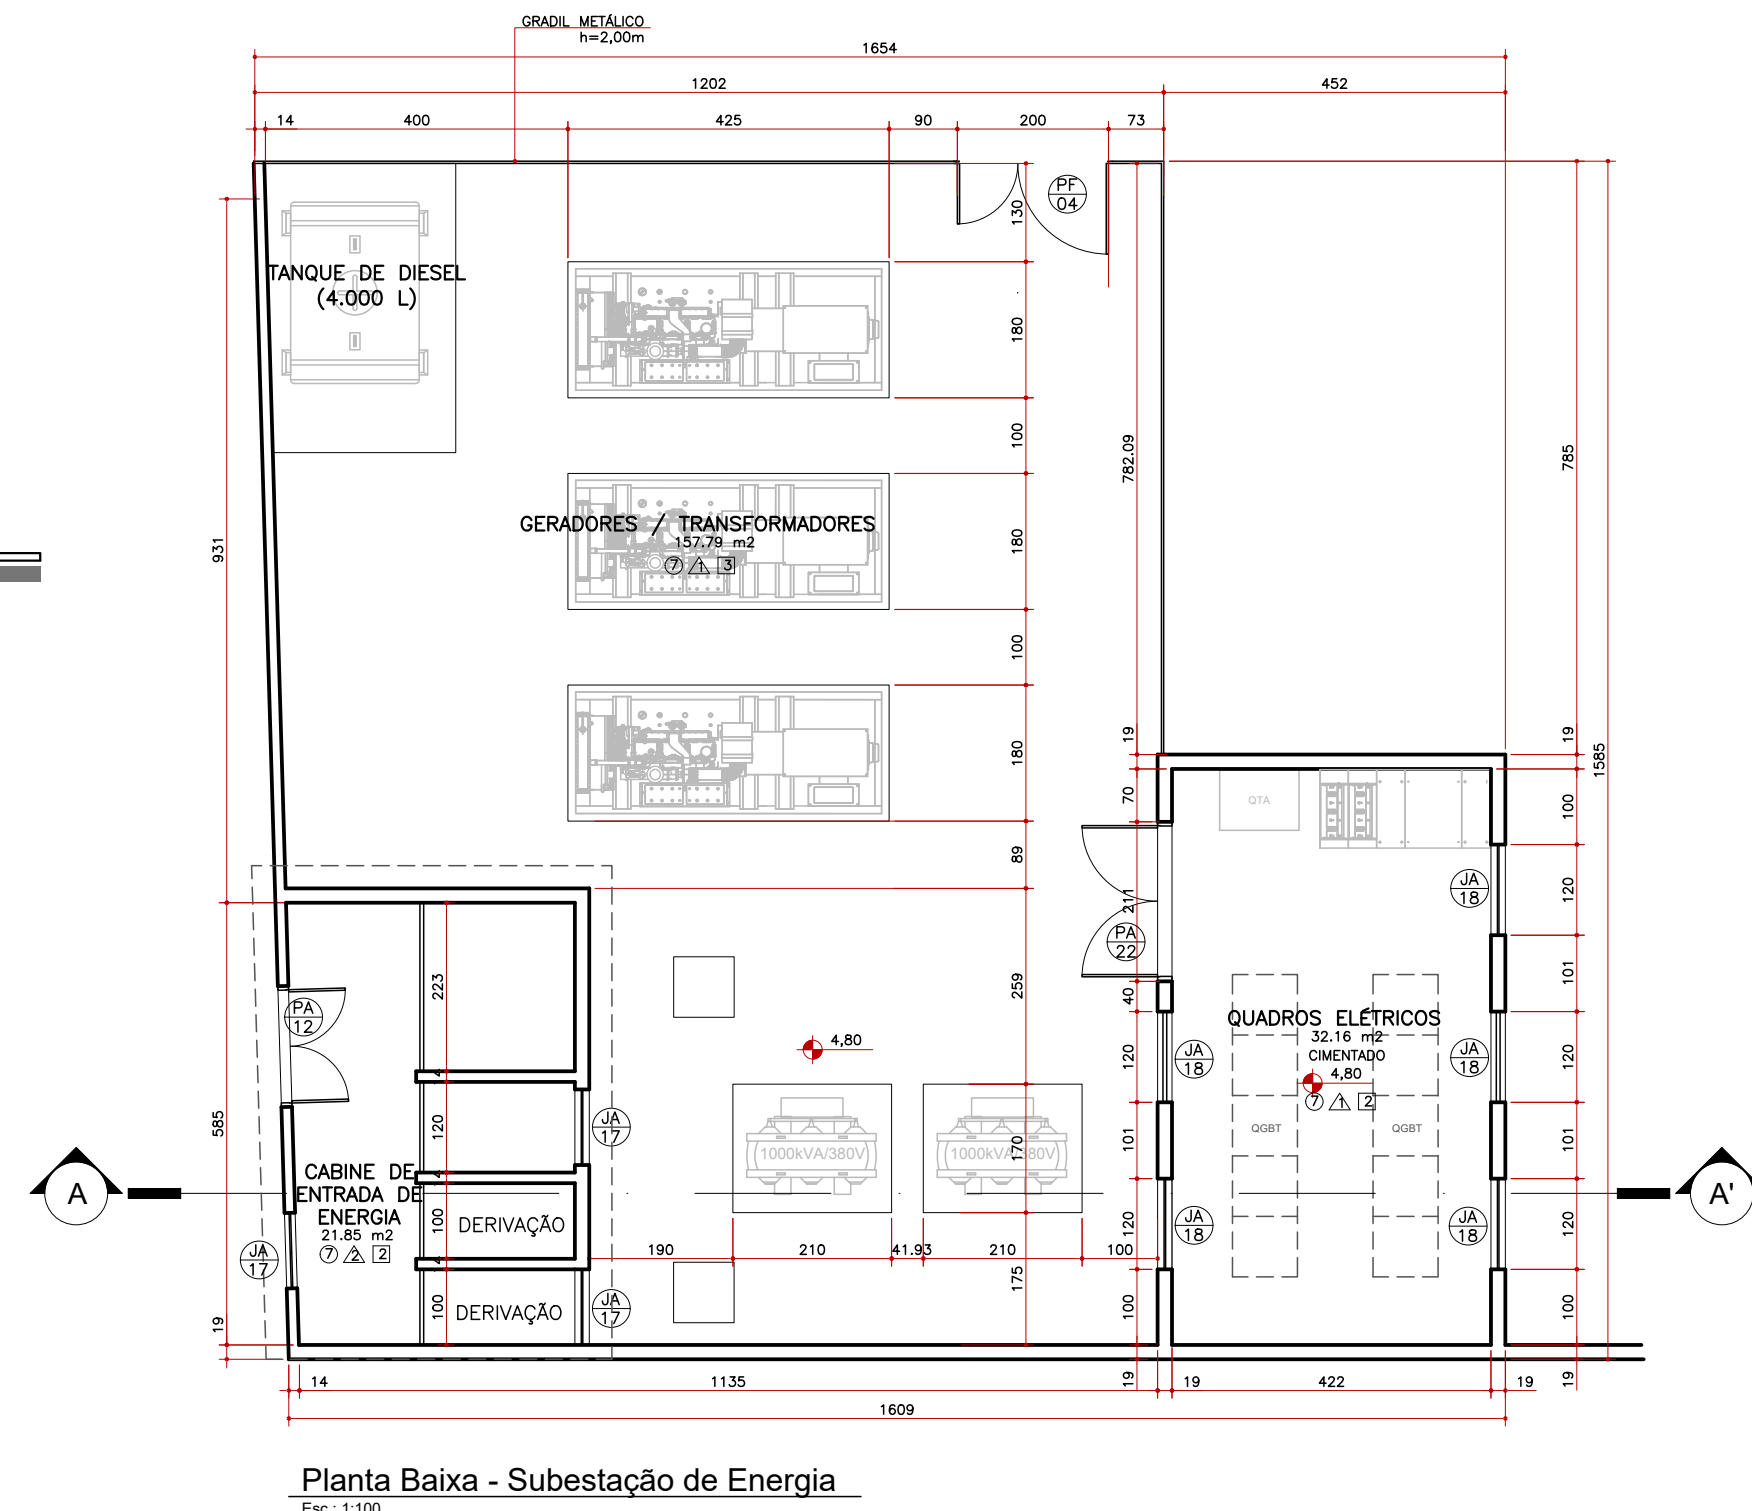 GRADIL METÁLICO
h=2,00m
1654
1202
452
14
400
425
90
200
73
PF
04
130
TANQUE DE DIESEL
(4.000 L)
180
100
782.09
785
GERADORES / TRANSFORMADORES
157.79 m2
7
1
3
931
180
100
180
19
19
1585
70
QTA
100
89
211
JA
18
120
PA
22
223
259
40
101
PA
12
4,80
QUADROS ELÉTRICOS
32.16 m2
CIMENTADO
4,80
7
1
2
JA
18
120
JA
18
120
585
120
JA
17
1000kVA/380V
1000kVA/380V
170
101
QGBT
QGBT
101
A
A'
CABINE DE
ENTRADA DE
ENERGIA
21.85 m2
7
2
2
100
DERIVAÇÃO
JA
18
120
JA
18
120
JA
17
190
210
41.93
210
100
175
19
100
DERIVAÇÃO
JA
17
100
100
14
1135
19
19
422
19
19
1609
Planta Baixa - Subestação de Energia
Esc.: 1:100